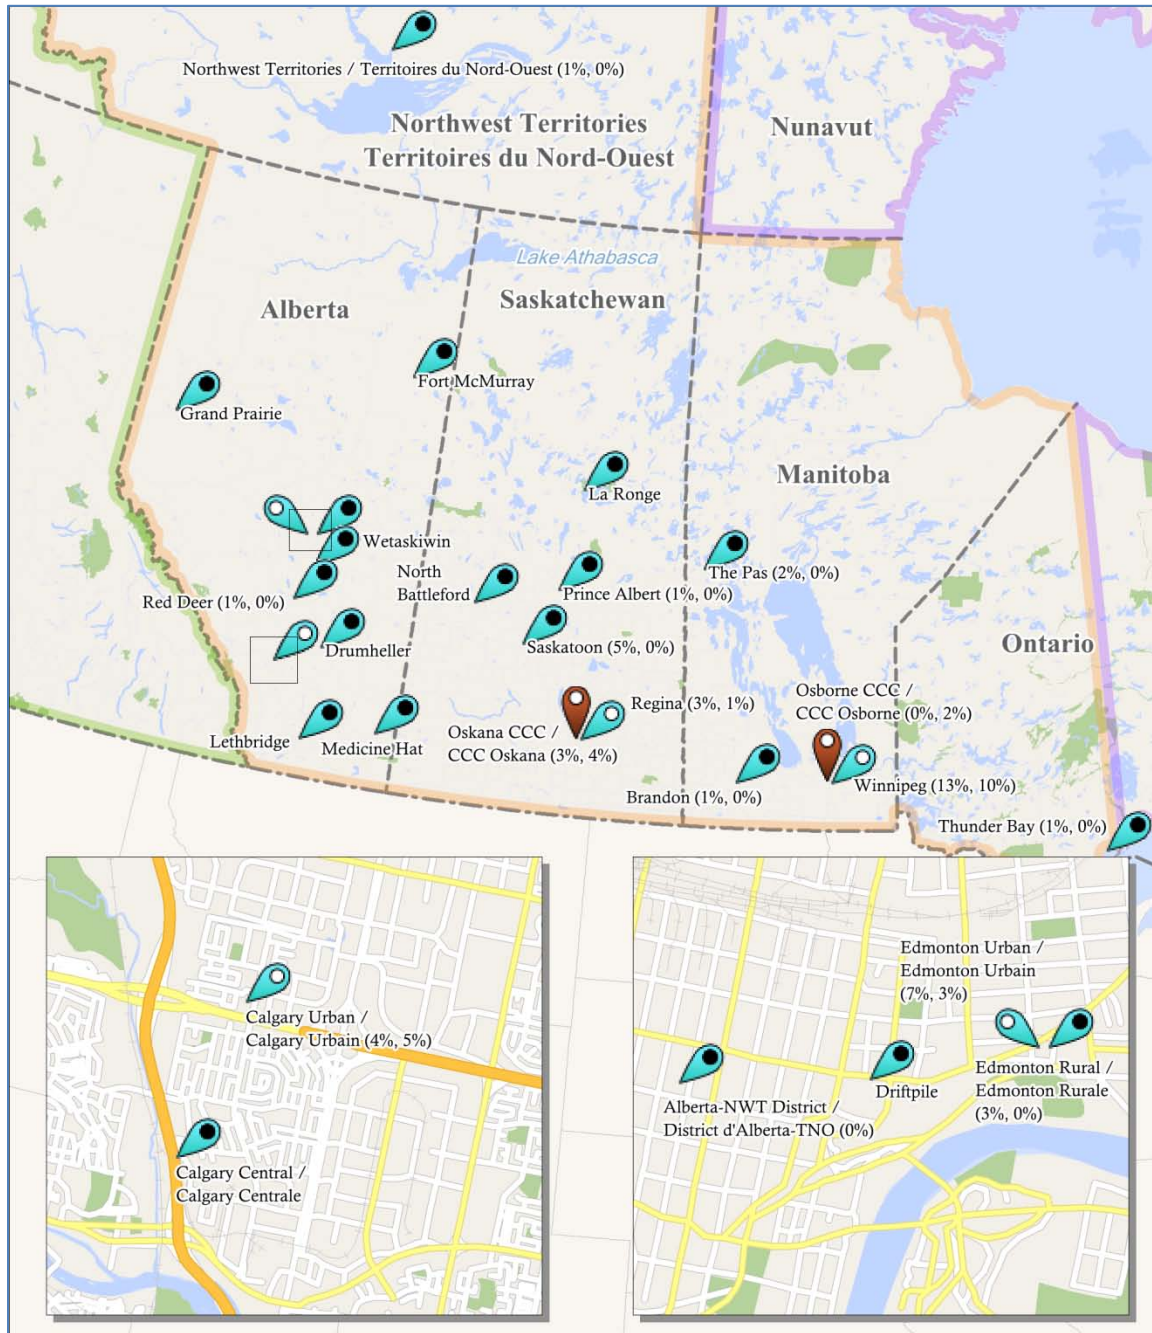 Northwest Territories / Territoires du Nord-Ouest (1%, 0%)
Northwest Territories
Territoires du Nord-Ouest
Nunavut
Lake Athabasca
Alberta
Saskatchewan
Fort McMurray
Grand Prairie
La Ronge
Manitoba
Wetaskiwin
North
Battleford
The Pas (2%, 0%)
Red Deer (1%, 0%)
Prince Albert (1%, 0%)
Drumheller
Saskatoon (5%, 0%)
Ontario
Osborne CCC /
CCC Osborne (0%, 2%)
Regina (3%, 1%)
Oskana CCC /
CCC Oskana (3%, 4%)
Lethbridge
Medicine Hat
Winnipeg (13%, 10%)
Brandon (1%, 0%)
Thunder Bay (1%, 0%)
Calgary Urban /
Calgary Urbain (4%, 5%)
Calgary Central /
Calgary Centrale
Edmonton Urban /
Edmonton Urbain
(7%, 3%)
Edmonton Rural /
Edmonton Rurale
(3%, 0%)
Driftpile
Alberta-NWT District /
District d'Alberta-TNO (0%)